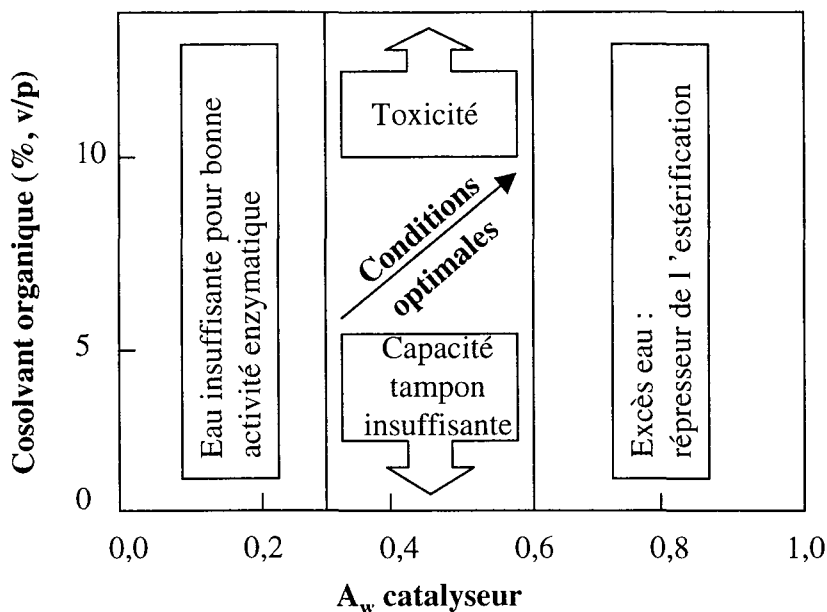 Cosolvant organique (%, v/p)
10
5
0
Eau insuffisante pour bonne
activité enzymatique
Toxicité
Conditions
optimales
Capacité
tampon
insuffisante
Excès eau :
répresseur de l 'estérification
0,0 0,2 0,4 0,6 0,8 1,0
A_w catalyseur